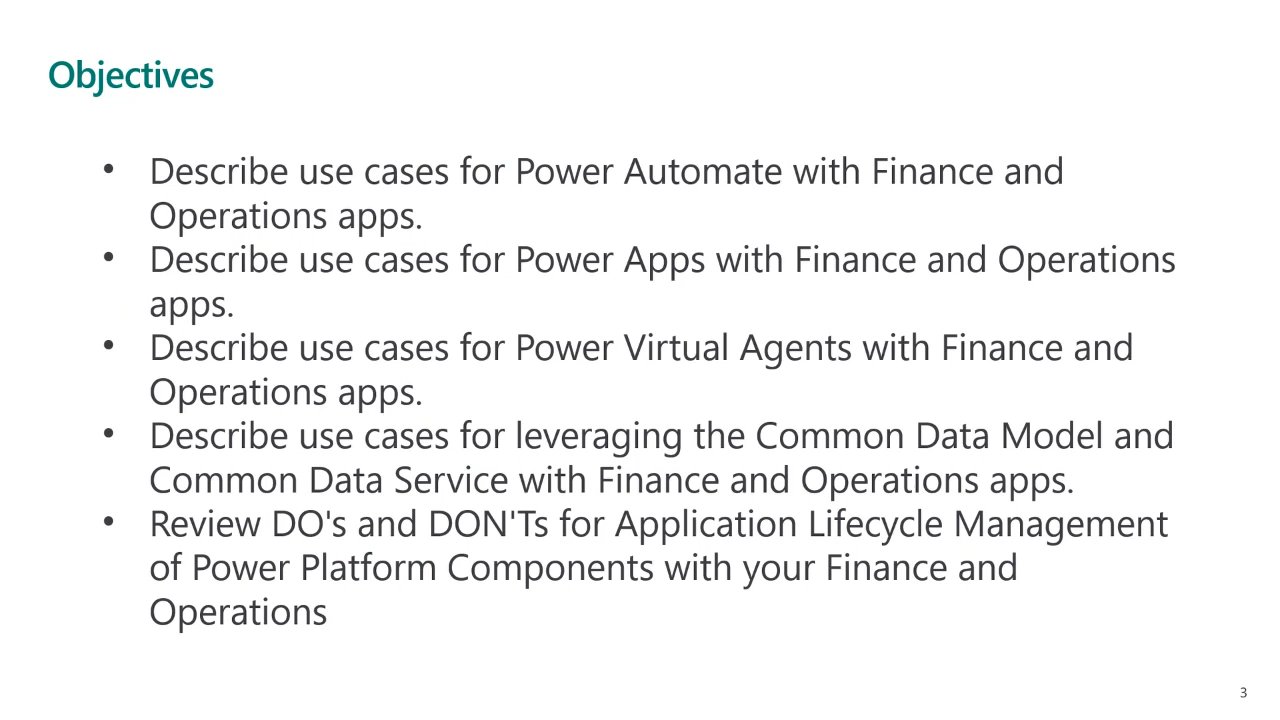 Objectives
• Describe use cases for Power Automate with Finance and
Operations apps.
• Describe use cases for Power Apps with Finance and Operations
apps.
• Describe use cases for Power Virtual Agents with Finance and
Operations apps.
• Describe use cases for leveraging the Common Data Model and
Common Data Service with Finance and Operations apps.
• Review DO's and DON'Ts for Application Lifecycle Management
of Power Platform Components with your Finance and
Operations
3